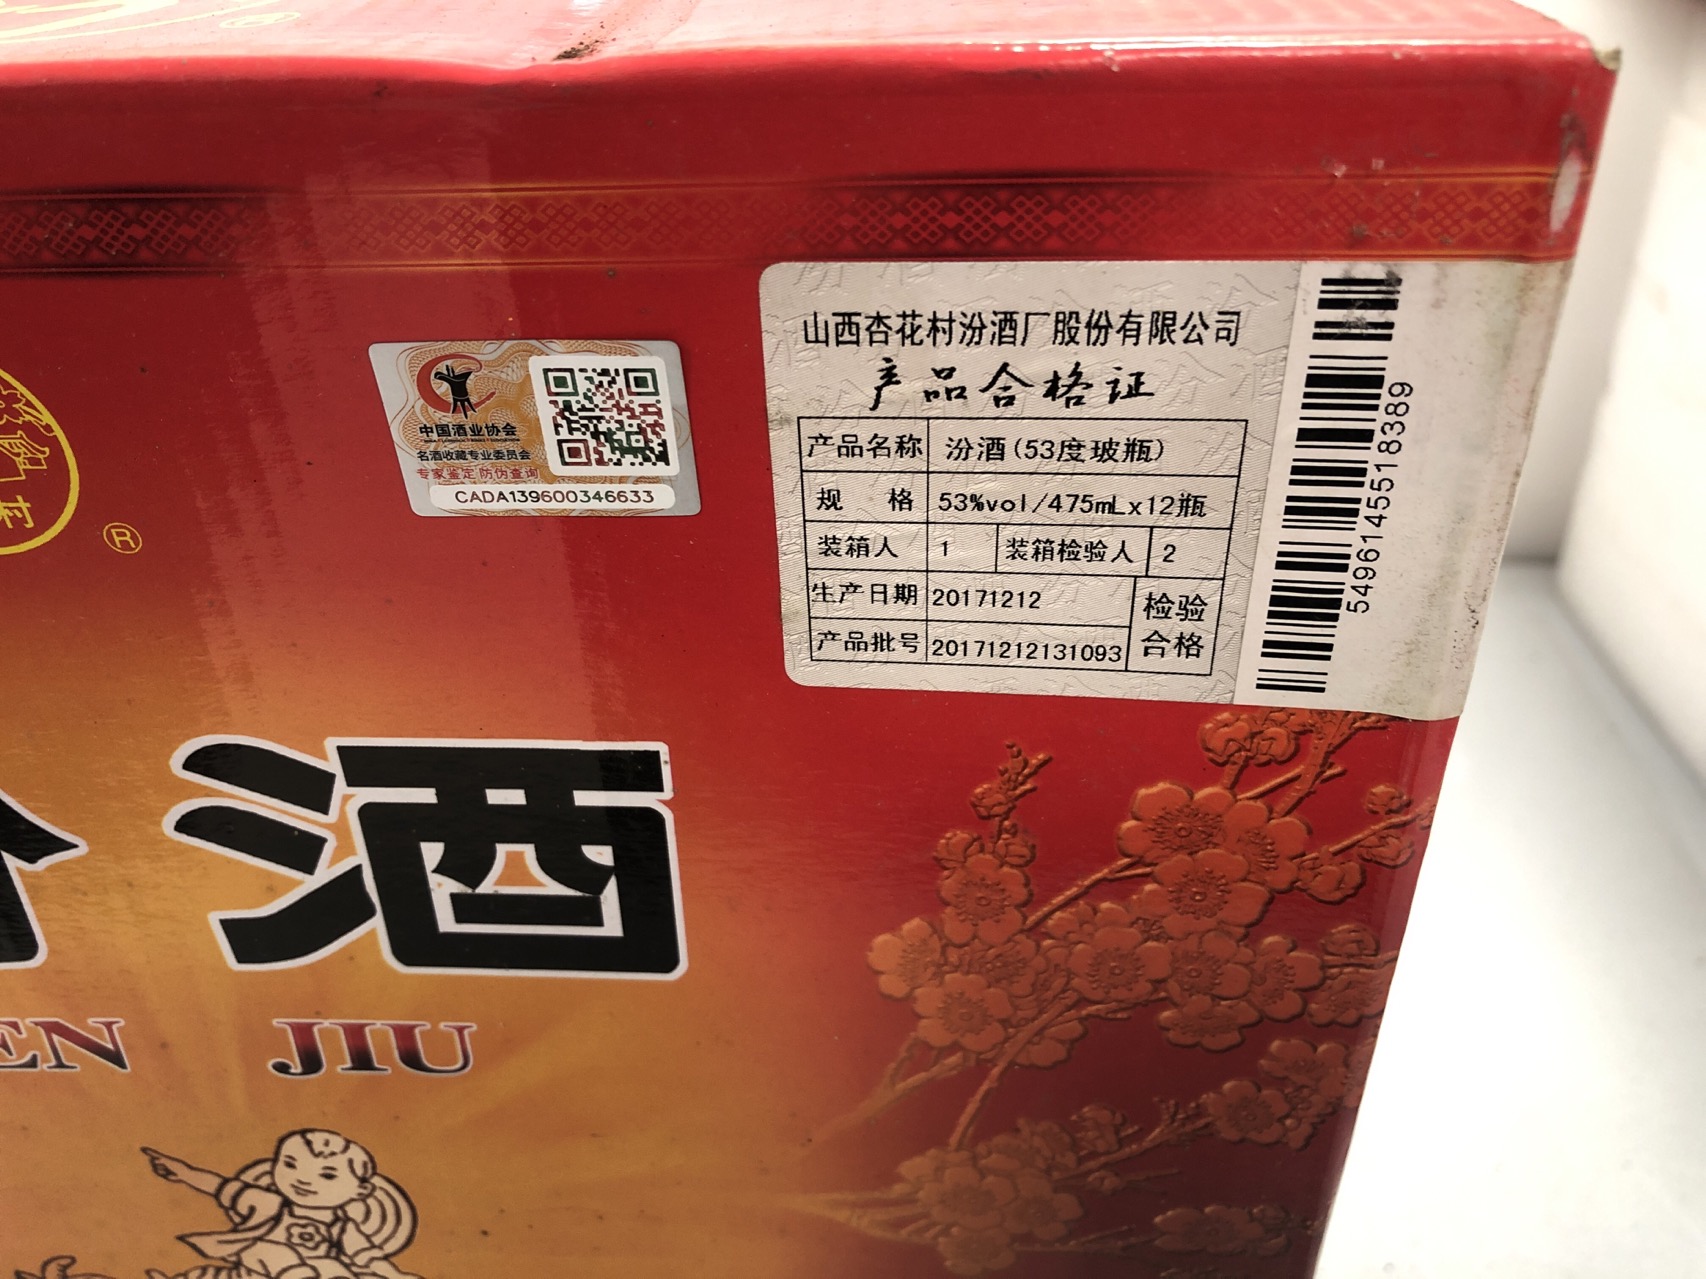 山西杏花村汾酒厂股份有限公司
产品合格证
产品名称 汾酒(53度玻瓶)
规 格 53%vol/475mLx12瓶
装箱人 1 装箱检验人 2
生产日期 20171212
检验合格
产品批号 20171212131093
54961455518389
中国酒业协会
名酒收藏专业委员会
专家鉴定 防伪查询
CADA139600346633
村
®
酒
EN JIU